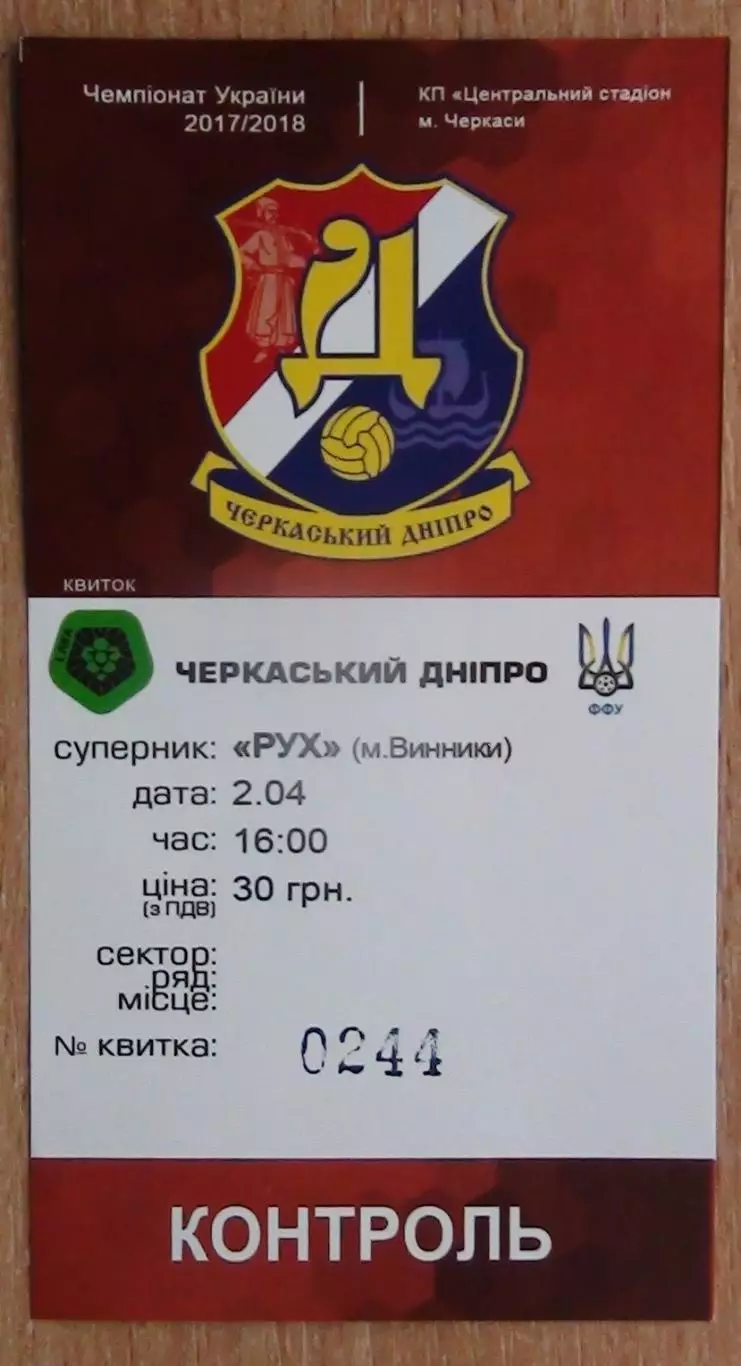 Чемпіонат України
2017/2018
КП «Центральний стадіон
м. Черкаси
Д
ЧЕРКАСЬКИЙ ДНІПРО
КВИТОК
ЧЕРКАСЬКИЙ ДНІПРО
ФФУ
суперник: «РУХ» (м.Винники)
дата: 2.04
час: 16:00
ціна: 30 грн.
(з ПДВ)
сектор:
ряд:
місце:
№ квитка: 0244
КОНТРОЛЬ